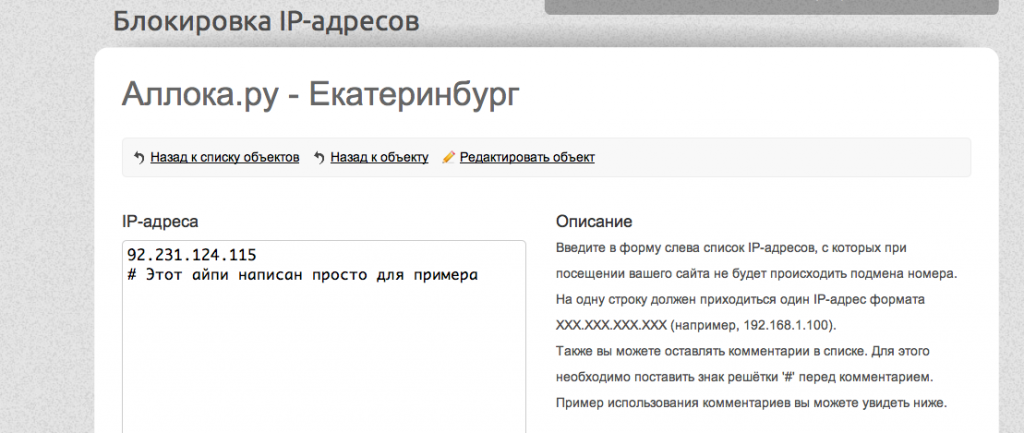 Блокировка IP-адресов
Аллока.ру - Екатеринбург
Назад к списку объектов Назад к объекту Редактировать объект
IP-адреса
92.231.124.115
# Этот айпи написан просто для примера
Описание
Введите в форму слева список IP-адресов, с которых при
посещении вашего сайта не будет происходить подмена номера.
На одну строку должен приходиться один IP-адрес формата
XXX.XXX.XXX.XXX (например, 192.168.1.100).
Также вы можете оставлять комментарии в списке. Для этого
необходимо поставить знак решётки '#' перед комментарием.
Пример использования комментариев вы можете увидеть ниже.